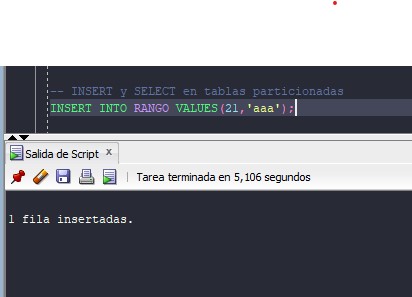 -- INSERT y SELECT en tablas particionadas
INSERT INTO RANGO VALUES(21,'aaa');
Salida de Script x
Tarea terminada en 5,106 segundos
1 fila insertadas.